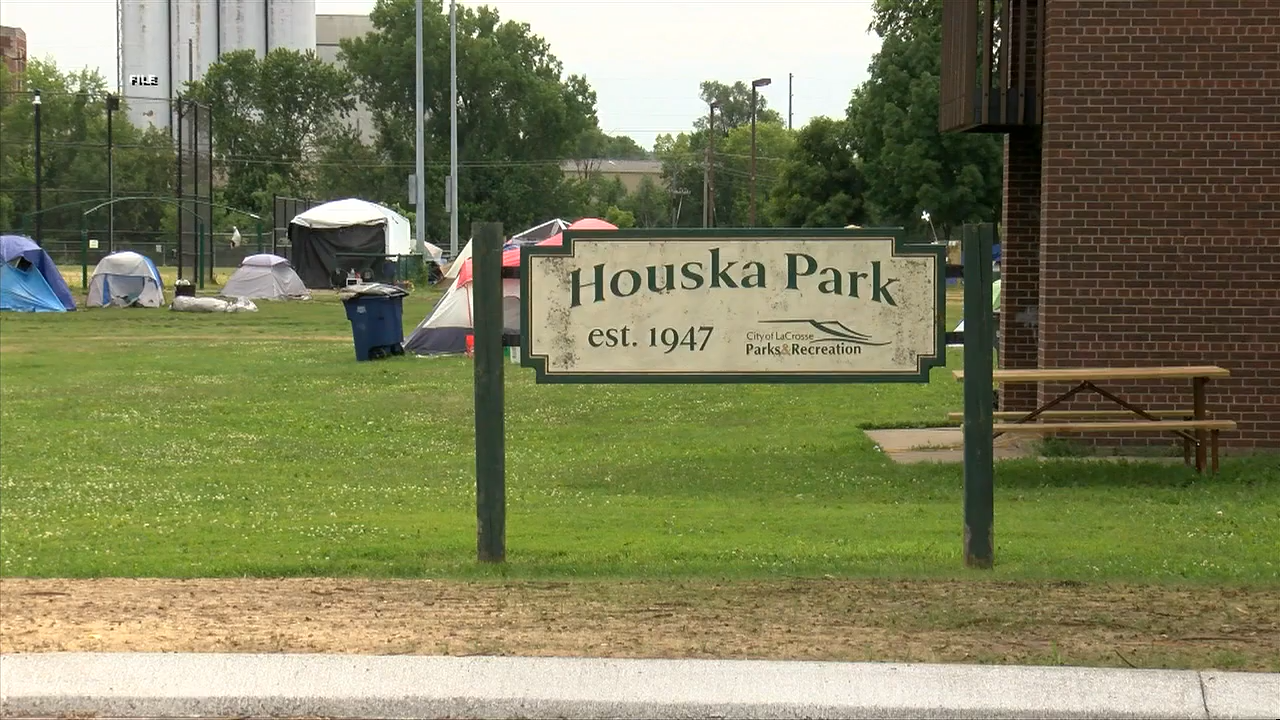 FILE
Houska Park
est. 1947
City of LaCrosse
Parks&Recreation